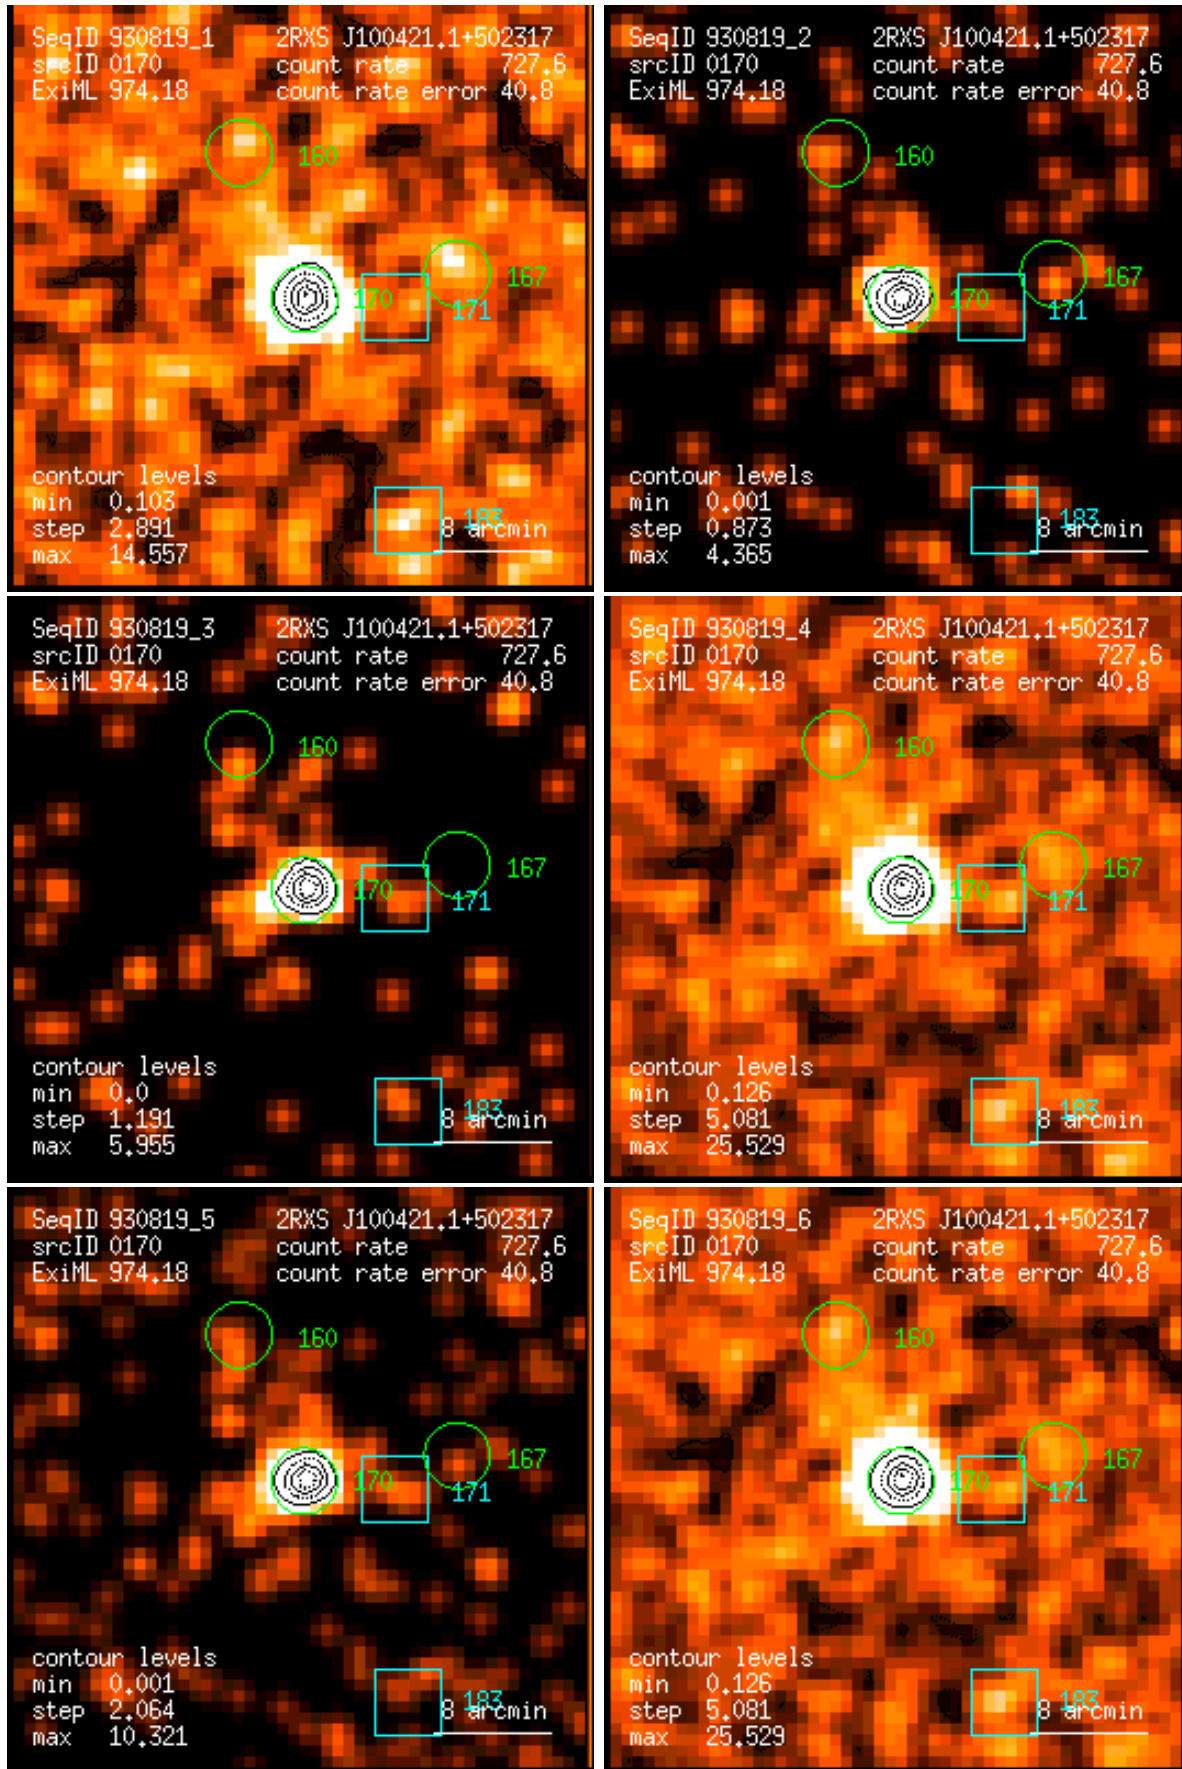 SeqID 930819_1 2RXS J100421.1+502317
srcID 0170 count rate 727.6
ExiML 974.18 count rate error 40.8
160
167
170
171
contour levels
min 0.103
step 2.891
max 14.557
183
8 arcmin
SeqID 930819_2 2RXS J100421.1+502317
srcID 0170 count rate 727.6
ExiML 974.18 count rate error 40.8
160
167
170
171
contour levels
min 0.001
step 0.873
max 4.365
183
8 arcmin
SeqID 930819_3 2RXS J100421.1+502317
srcID 0170 count rate 727.6
ExiML 974.18 count rate error 40.8
160
167
170
171
contour levels
min 0.0
step 1.191
max 5.955
183
8 arcmin
SeqID 930819_4 2RXS J100421.1+502317
srcID 0170 count rate 727.6
ExiML 974.18 count rate error 40.8
160
167
170
171
contour levels
min 0.126
step 5.081
max 25.529
183
8 arcmin
SeqID 930819_5 2RXS J100421.1+502317
srcID 0170 count rate 727.6
ExiML 974.18 count rate error 40.8
160
167
170
171
contour levels
min 0.001
step 2.064
max 10.321
183
8 arcmin
SeqID 930819_6 2RXS J100421.1+502317
srcID 0170 count rate 727.6
ExiML 974.18 count rate error 40.8
160
167
170
171
contour levels
min 0.126
step 5.081
max 25.529
183
8 arcmin